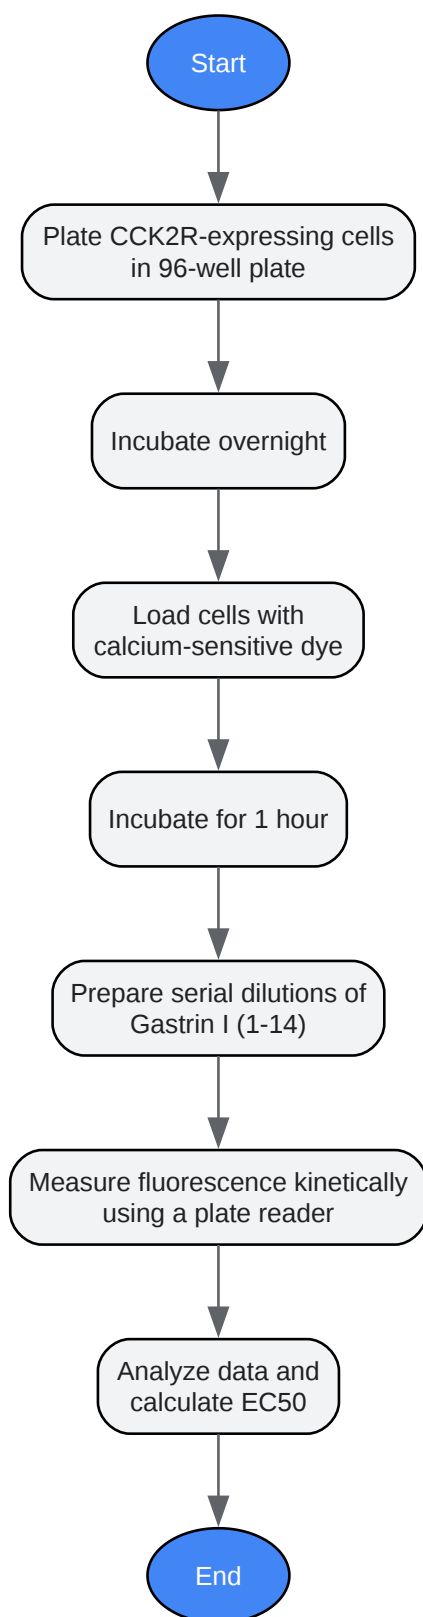 Start
Plate CCK2R-expressing cells
in 96-well plate
Incubate overnight
Load cells with
calcium-sensitive dye
Incubate for 1 hour
Prepare serial dilutions of
Gastrin I (1-14)
Measure fluorescence kinetically
using a plate reader
Analyze data and
calculate EC50
End